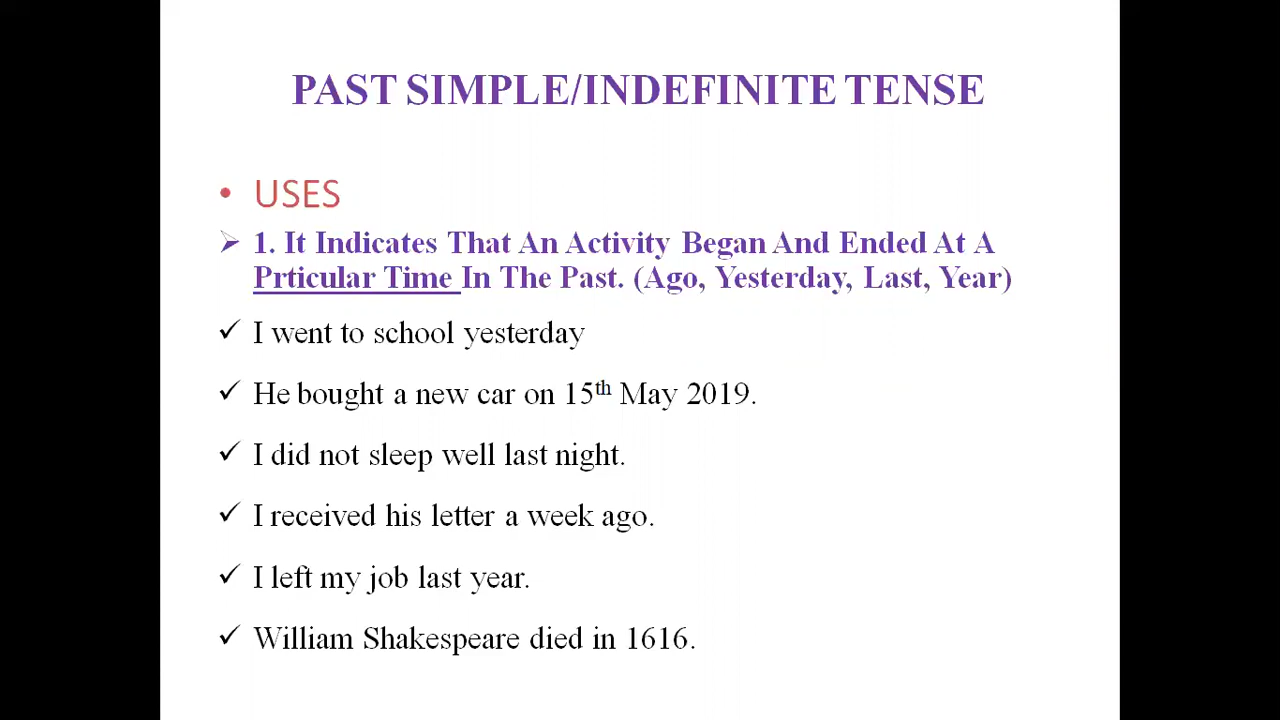 PAST SIMPLE/INDEFINITE TENSE
• USES
➢ 1. It Indicates That An Activity Began And Ended At A
Prticular Time In The Past. (Ago, Yesterday, Last, Year)
✓ I went to school yesterday
✓ He bought a new car on 15th May 2019.
✓ I did not sleep well last night.
✓ I received his letter a week ago.
✓ I left my job last year.
✓ William Shakespeare died in 1616.